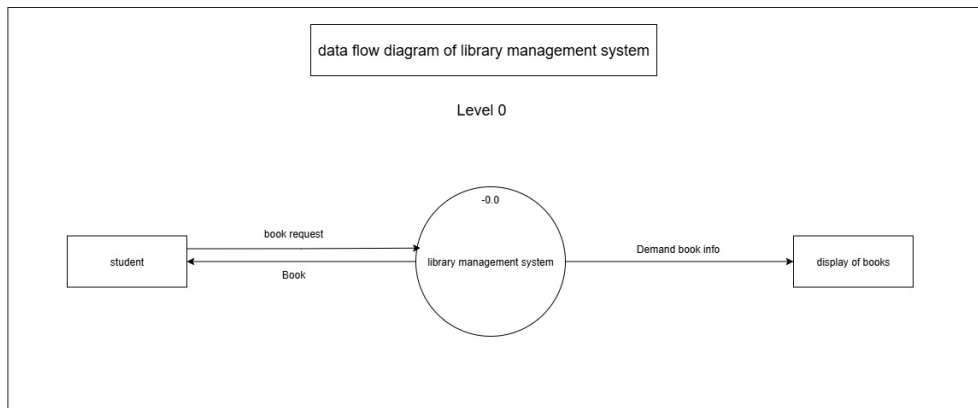 data flow diagram of library management system
Level 0
-0.0
book request
student
library management system
Demand book info
display of books
Book